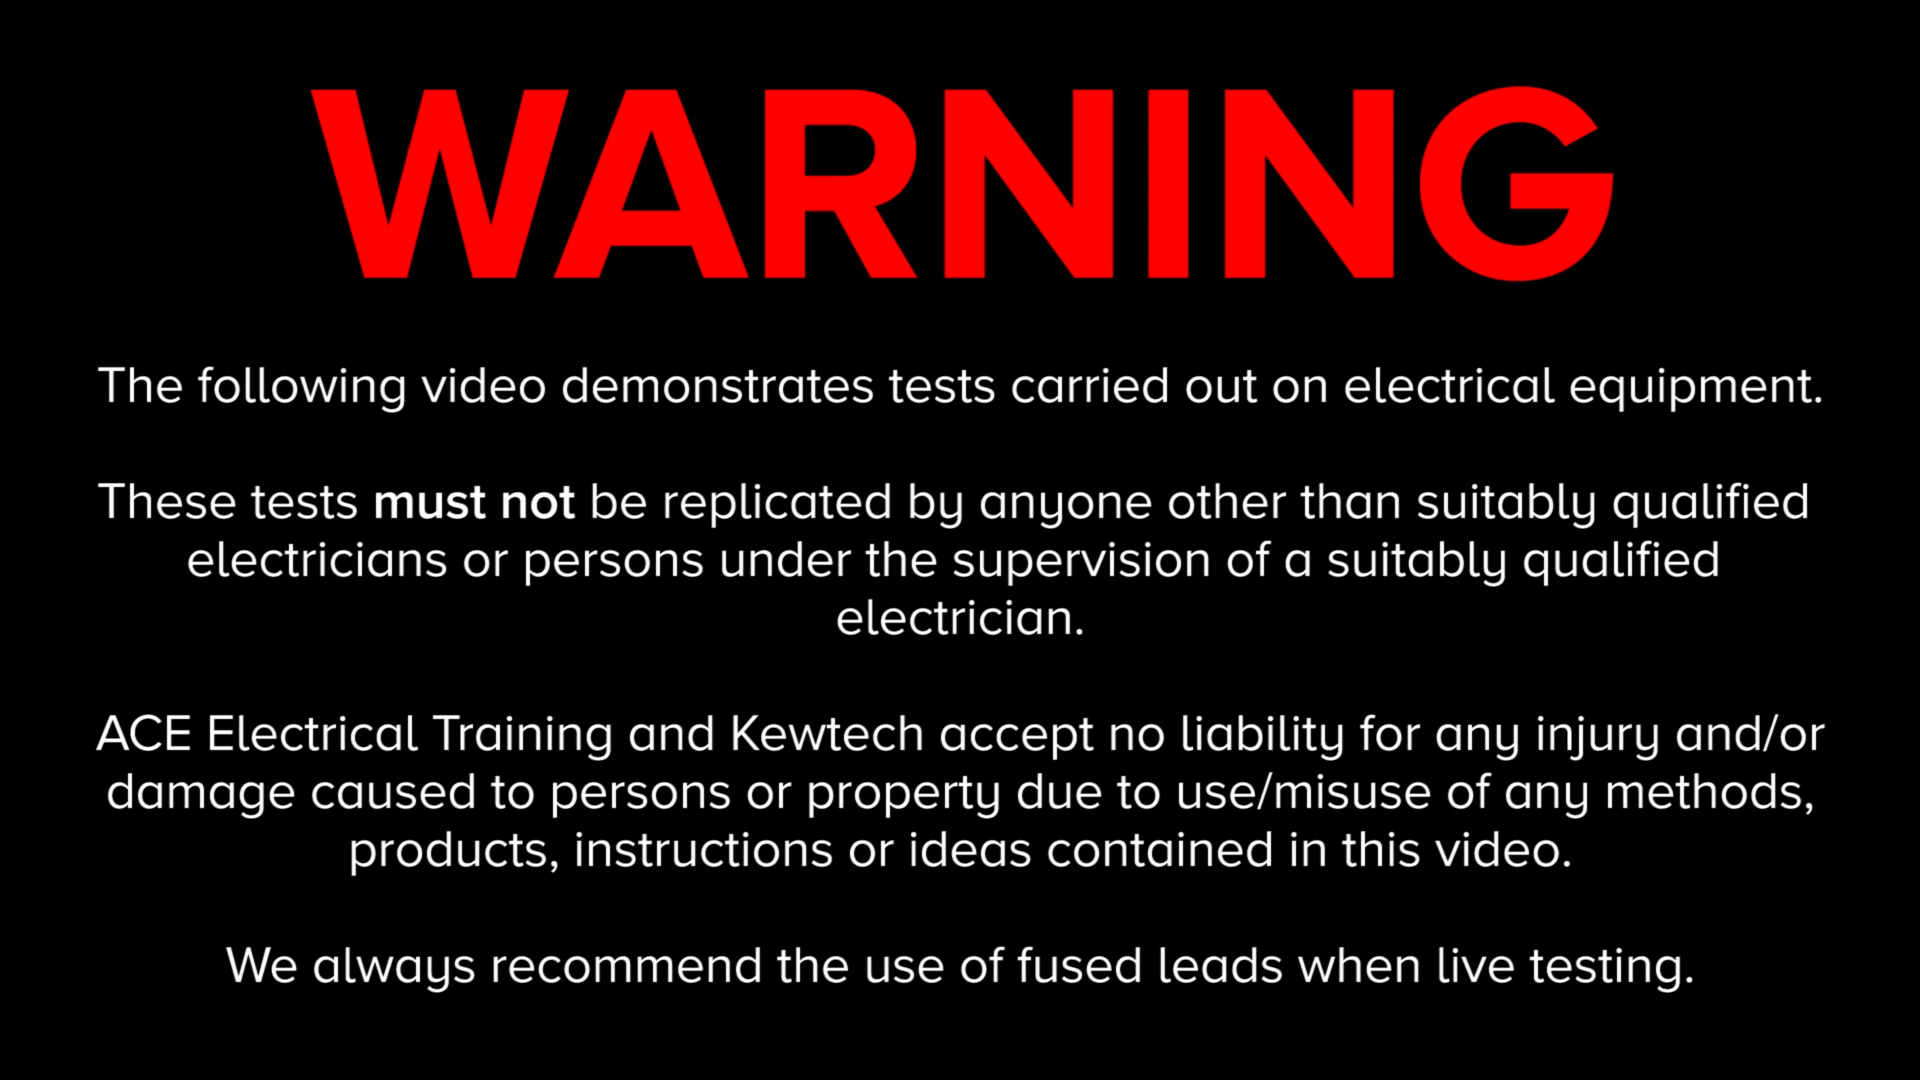 WARNING
The following video demonstrates tests carried out on electrical equipment.
These tests must not be replicated by anyone other than suitably qualified
electricians or persons under the supervision of a suitably qualified
electrician.
ACE Electrical Training and Kewtech accept no liability for any injury and/or
damage caused to persons or property due to use/misuse of any methods,
products, instructions or ideas contained in this video.
We always recommend the use of fused leads when live testing.